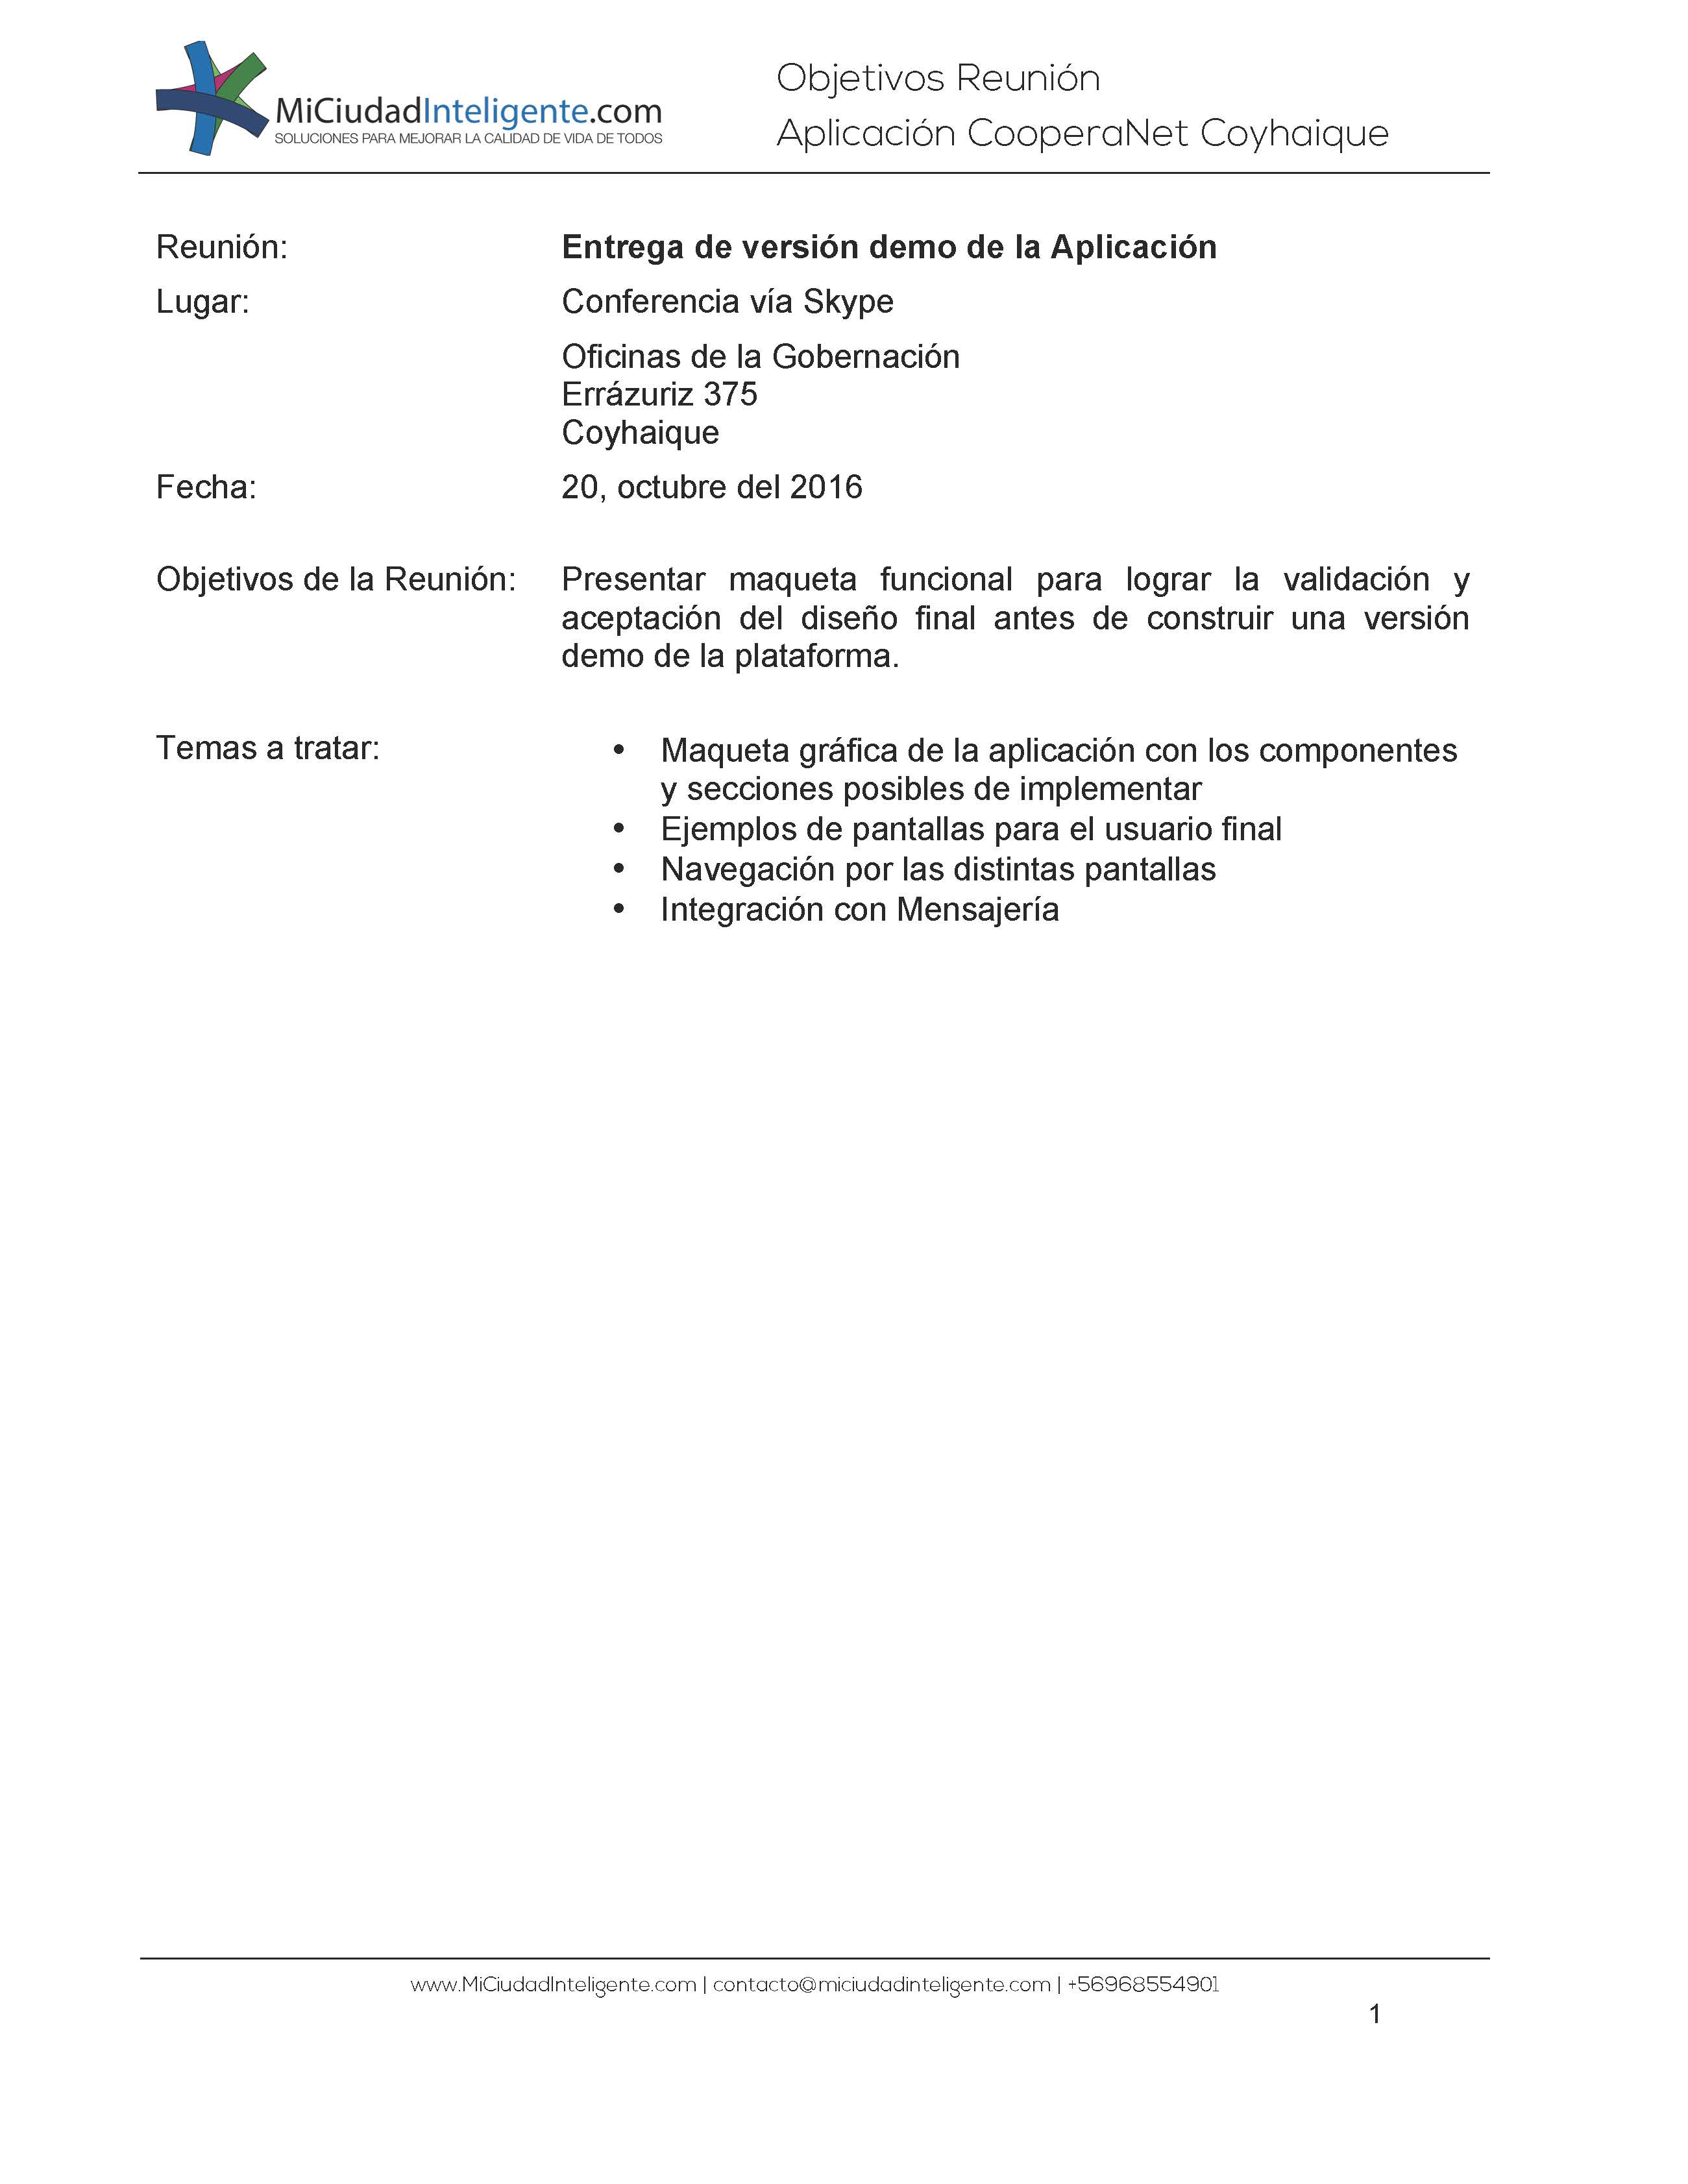 MiCiudadInteligente.com
SOLUCIONES PARA MEJORAR LA CALIDAD DE VIDA DE TODOS
Objetivos Reunión
Aplicación CooperaNet Coyhaique
Reunión: Entrega de versión demo de la Aplicación
Lugar: Conferencia vía Skype
Oficinas de la Gobernación
Errázuriz 375
Coyhaique
Fecha: 20, octubre del 2016
Objetivos de la Reunión: Presentar maqueta funcional para lograr la validación y
aceptación del diseño final antes de construir una versión
demo de la plataforma.
Temas a tratar: • Maqueta gráfica de la aplicación con los componentes
y secciones posibles de implementar
• Ejemplos de pantallas para el usuario final
• Navegación por las distintas pantallas
• Integración con Mensajería
www.MiCiudadInteligente.com | contacto@miciudadinteligente.com | +56968554901
1